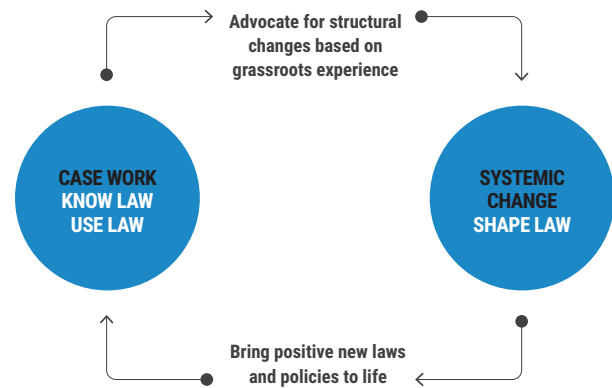 Advocate for structural
changes based on
grassroots experience
CASE WORK
KNOW LAW
USE LAW
SYSTEMIC
CHANGE
SHAPE LAW
Bring positive new laws
and policies to life